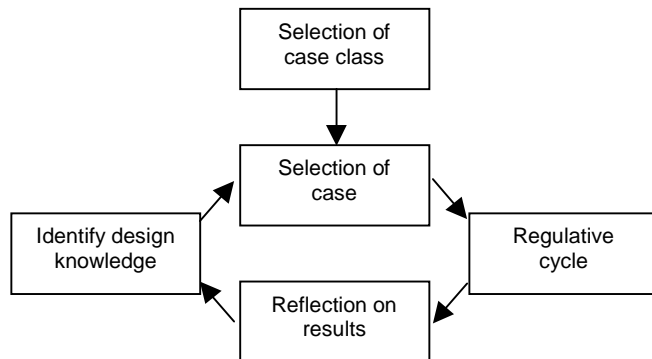 Selection of
case class
Selection of
case
Identify design
knowledge
Regulative
cycle
Reflection on
results